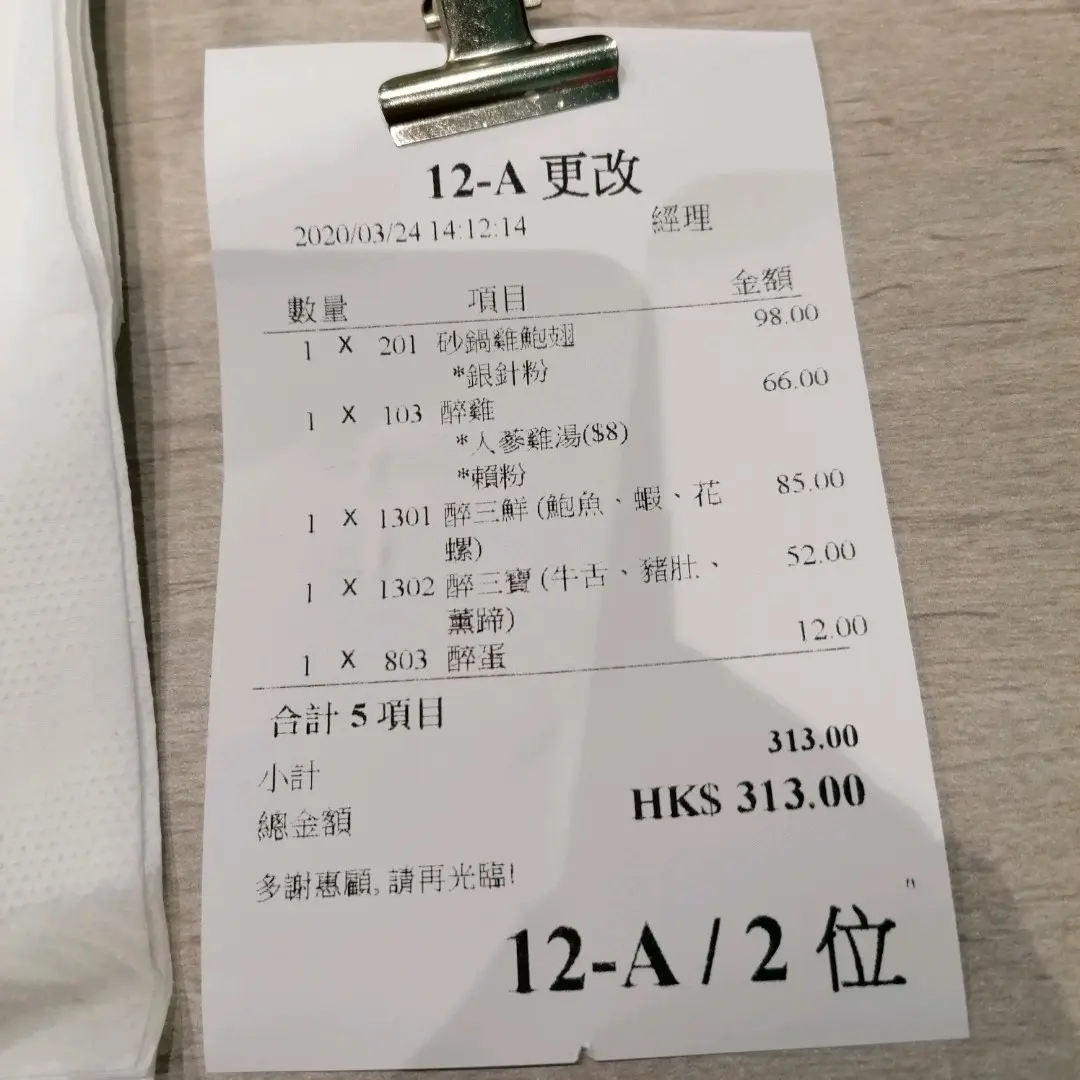 12-A 更改
2020/03/24 14:12:14 經理
數量 項目 金額
1 X 201 砂鍋雞鮑翅 98.00
*銀針粉
1 X 103 醉雞 66.00
*人蔘雞湯($8)
*賴粉
1 X 1301 醉三鮮 (鮑魚、蝦、花 85.00
螺)
1 X 1302 醉三寶 (牛舌、豬肚、 52.00
薰蹄)
1 X 803 醉蛋 12.00
合計 5 項目
小計 313.00
總金額 HK$ 313.00
多謝惠顧, 請再光臨!
"
12-A / 2 位